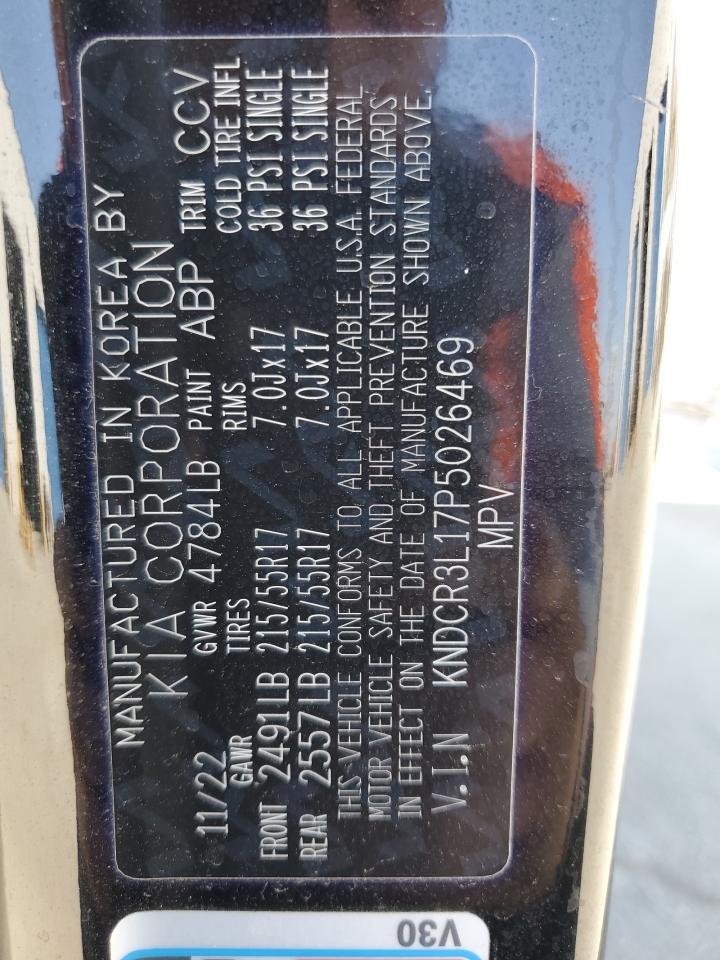 MANUFACTURED IN KOREA BY
KIA CORPORATION
11/22 GVWR 4784LB PAINT ABP TRIM CCV
GAWR TIRES RIMS COLD TIRE INFL
FRONT 2491LB 215/55R17 7.0Jx17 36 PSI SINGLE
REAR 2557LB 215/55R17 7.0Jx17 36 PSI SINGLE
THIS VEHICLE CONFORMS TO ALL APPLICABLE U.S.A. FEDERAL
MOTOR VEHICLE SAFETY AND THEFT PREVENTION STANDARDS
IN EFFECT ON THE DATE OF MANUFACTURE SHOWN ABOVE.
V.I.N KNDCR3L17P5026469
MPV
V30